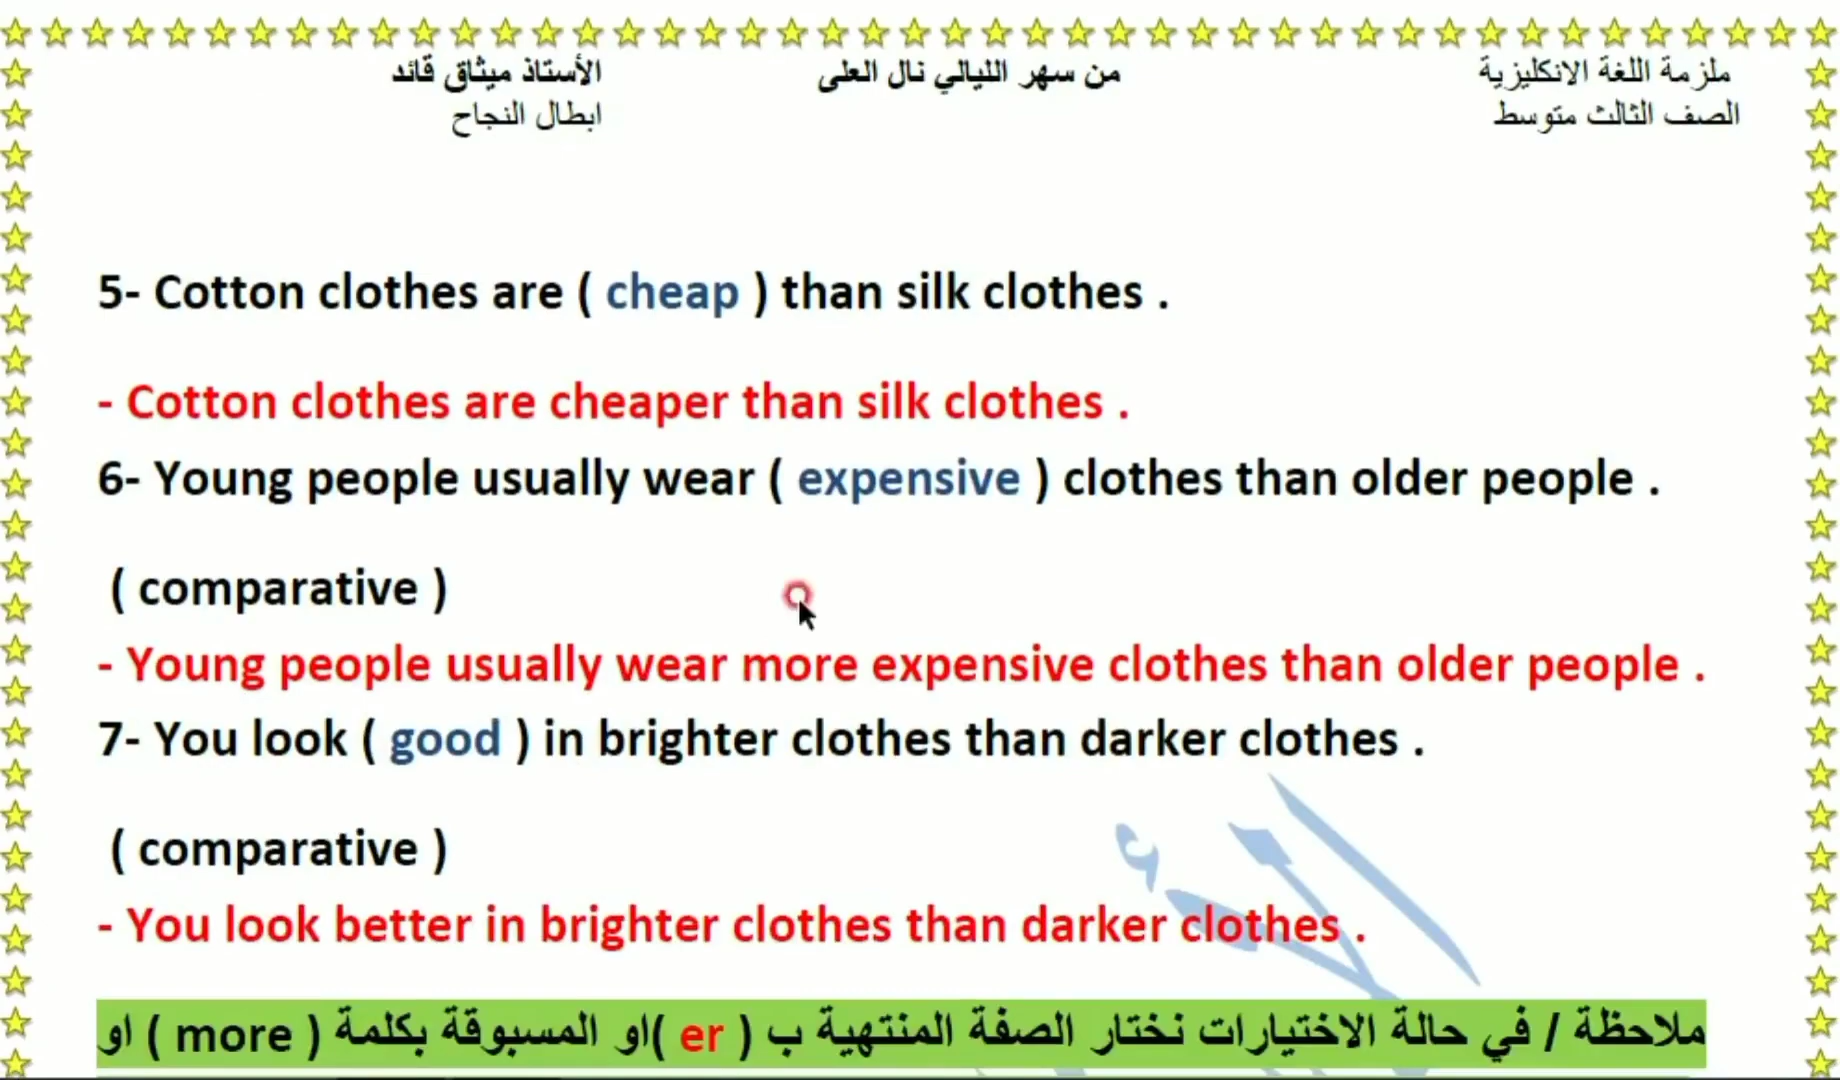 ملزمة اللغة الانكليزية
الصف الثالث متوسط
من سهر الليالي نال العلى
الأستاذ ميثاق قائد
ابطال النجاح
5- Cotton clothes are ( cheap ) than silk clothes .
- Cotton clothes are cheaper than silk clothes .
6- Young people usually wear ( expensive ) clothes than older people .
( comparative )
- Young people usually wear more expensive clothes than older people .
7- You look ( good ) in brighter clothes than darker clothes .
( comparative )
- You look better in brighter clothes than darker clothes .
ملاحظة / في حالة الاختيارات نختار الصفة المنتهية ب ( er )او المسبوقة بكلمة ( more ) او